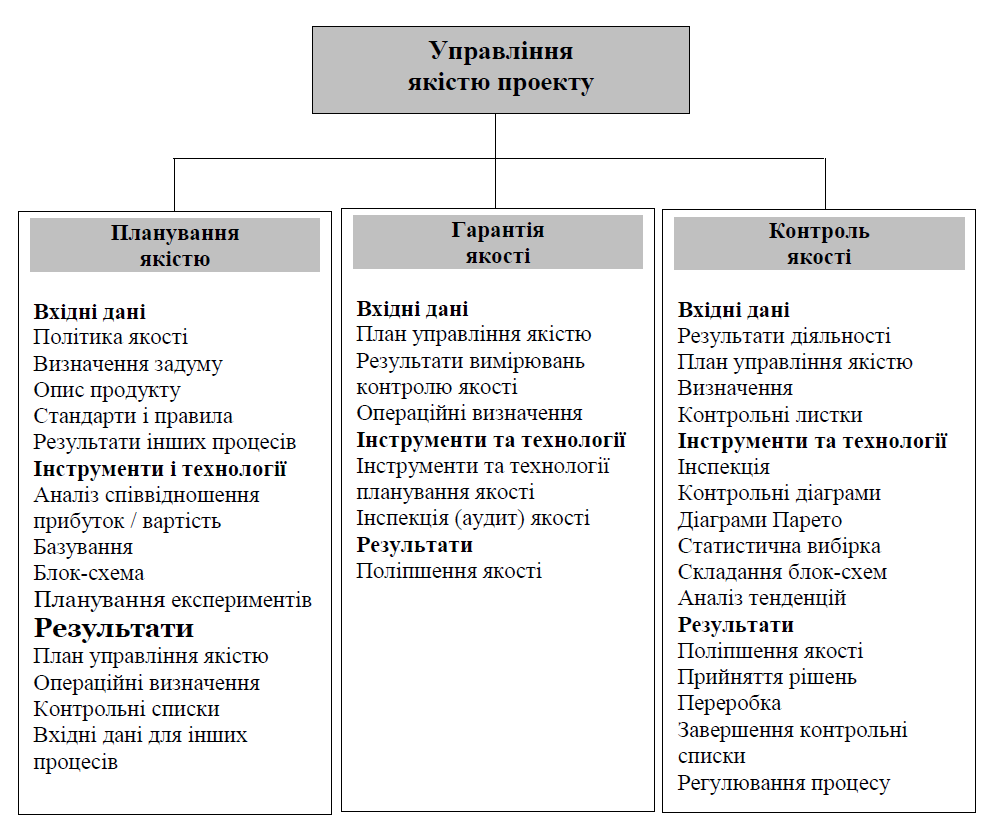 Управління
якістю проекту
Планування
якістю
Вхідні дані
Політика якості
Визначення задуму
Опис продукту
Стандарти і правила
Результати інших процесів
Інструменти і технології
Аналіз співвідношення
прибуток / вартість
Базування
Блок-схема
Планування експериментів
Результати
План управління якістю
Операційні визначення
Контрольні списки
Вхідні дані для інших
процесів
Гарантія
якості
Вхідні дані
План управління якістю
Результати вимірювань
контролю якості
Операційні визначення
Інструменти та технології
Інструменти та технології
планування якості
Інспекція (аудит) якості
Результати
Поліпшення якості
Контроль
якості
Вхідні дані
Результати діяльності
План управління якістю
Визначення
Контрольні листки
Інструменти та технології
Інспекція
Контрольні діаграми
Діаграми Парето
Статистична вибірка
Складання блок-схем
Аналіз тенденцій
Результати
Поліпшення якості
Прийняття рішень
Переробка
Завершення контрольні
списки
Регулювання процесу